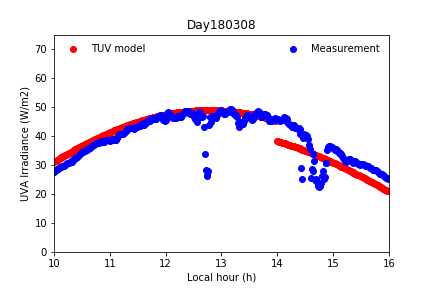 Day180308
TUV model
Measurement
UVA Irradiance (W/m2)
70
60
50
40
30
20
10
0
10 11 12 13 14 15 16
Local hour (h)